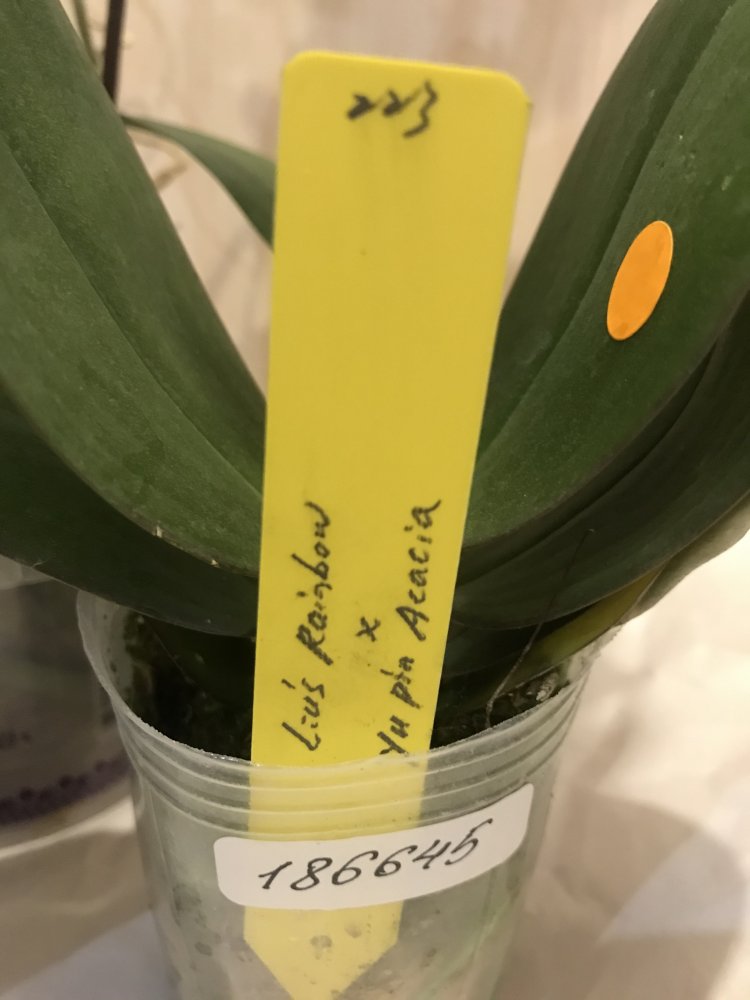 223
Liu's Rainbow
x
Yu pin Acacia
186645